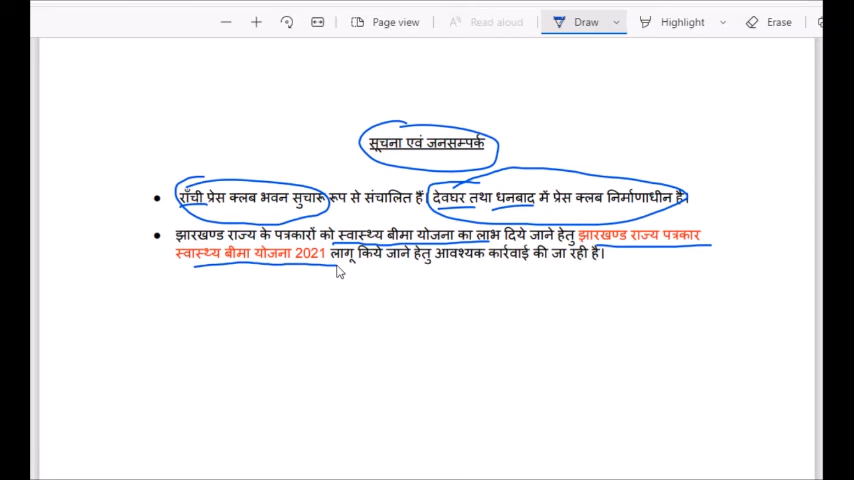 Page view
Read aloud
Draw
Highlight
Erase
सूचना एवं जनसम्पर्क
राँची प्रेस क्लब भवन सुचारू रूप से संचालित है। देवघर तथा धनबाद में प्रेस क्लब निर्माणाधीन है।
झारखण्ड राज्य के पत्रकारों को स्वास्थ्य बीमा योजना का लाभ दिये जाने हेतु झारखण्ड राज्य पत्रकार
स्वास्थ्य बीमा योजना 2021 लागू किये जाने हेतु आवश्यक कार्रवाई की जा रही है।